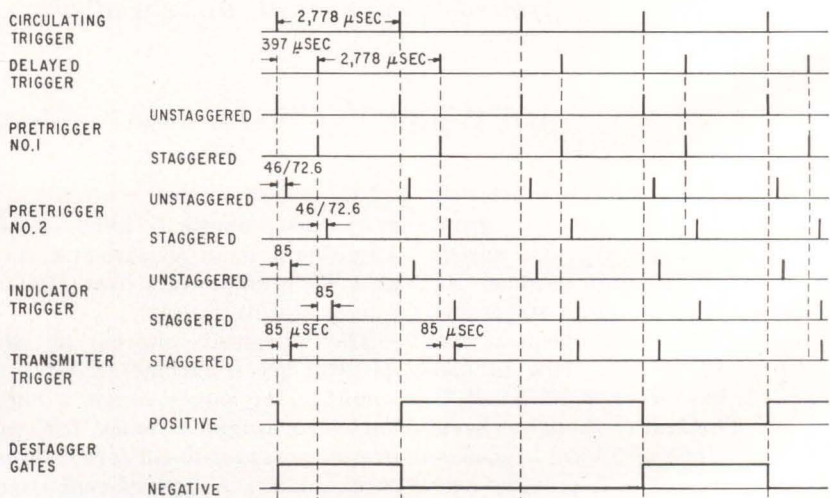 CIRCULATING
TRIGGER
2,778 µSEC
397 µSEC
DELAYED
TRIGGER
2,778 µSEC
PRETRIGGER
NO.1
UNSTAGGERED
STAGGERED
46/72.6
PRETRIGGER
NO.2
UNSTAGGERED
46/72.6
STAGGERED
85
INDICATOR
TRIGGER
UNSTAGGERED
85
STAGGERED
85 µSEC
85 µSEC
TRANSMITTER
TRIGGER
STAGGERED
DESTAGGER
GATES
POSITIVE
NEGATIVE